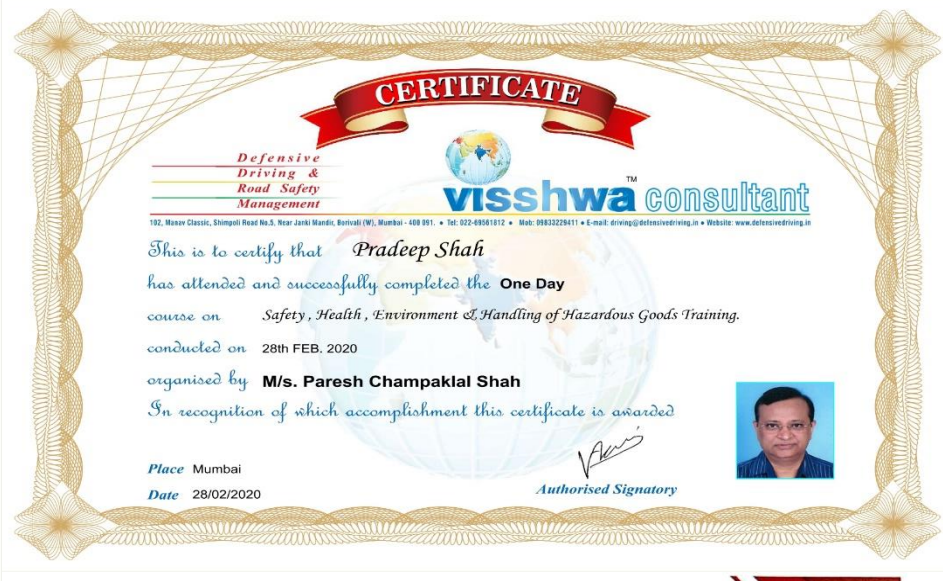 CERTIFICATE
Defensive
Driving &
Road Safety
Management
visshwa™ consultant
102, Manav Classic, Shimpoli Road No.5, Near Janki Mandir, Borivali (W), Mumbai - 400 091. • Tel: 022-69561812 • Mob: 09833229411 • E-mail: driving@defensivedriving.in • Website: www.defensivedriving.in
This is to certify that Pradeep Shah
has attended and successfully completed the One Day
course on Safety , Health , Environment & Handling of Hazardous Goods Training.
conducted on 28th FEB. 2020
organised by M/s. Paresh Champaklal Shah
In recognition of which accomplishment this certificate is awarded
Place Mumbai
Date 28/02/2020
Authorised Signatory